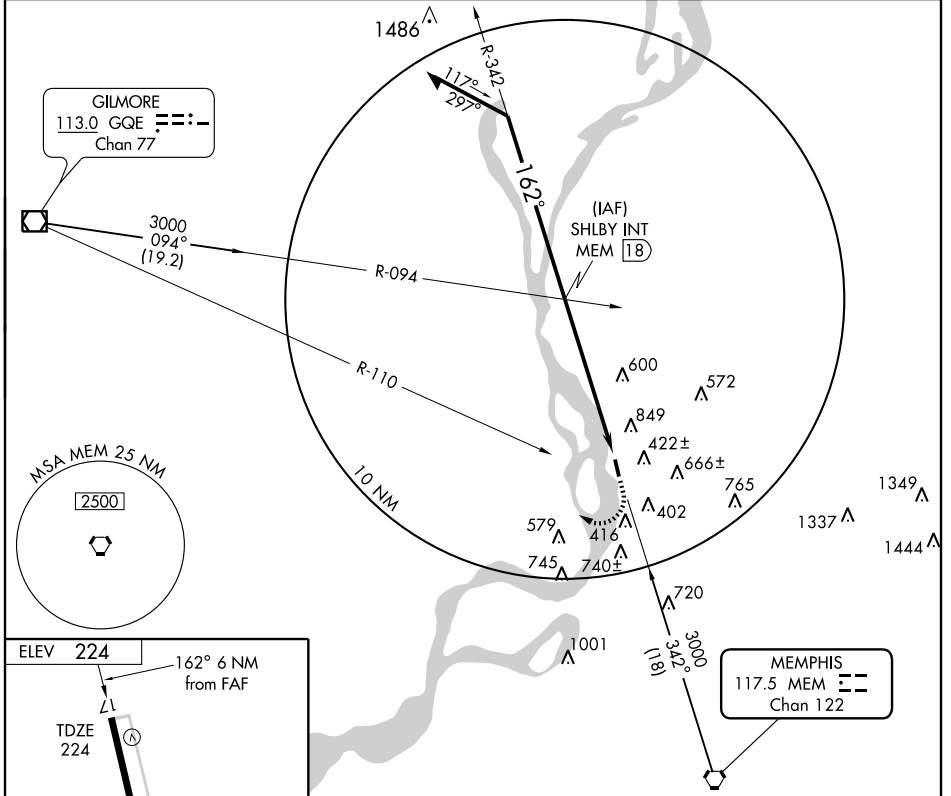 1486
R-342
117°
297°
GILMORE
113.0 GQE
Chan 77
162°
(IAF)
SHLBY INT
MEM 18
3000
094°
(19.2)
R-094
R-110
600
572
849
422±
666±
765
402
416
579
745
740±
1349
1337
1444
10 NM
MSA MEM 25 NM
2500
720
1001
3000
342°
(18)
MEMPHIS
117.5 MEM
Chan 122
ELEV 224
162° 6 NM
from FAF
17
TDZE
224